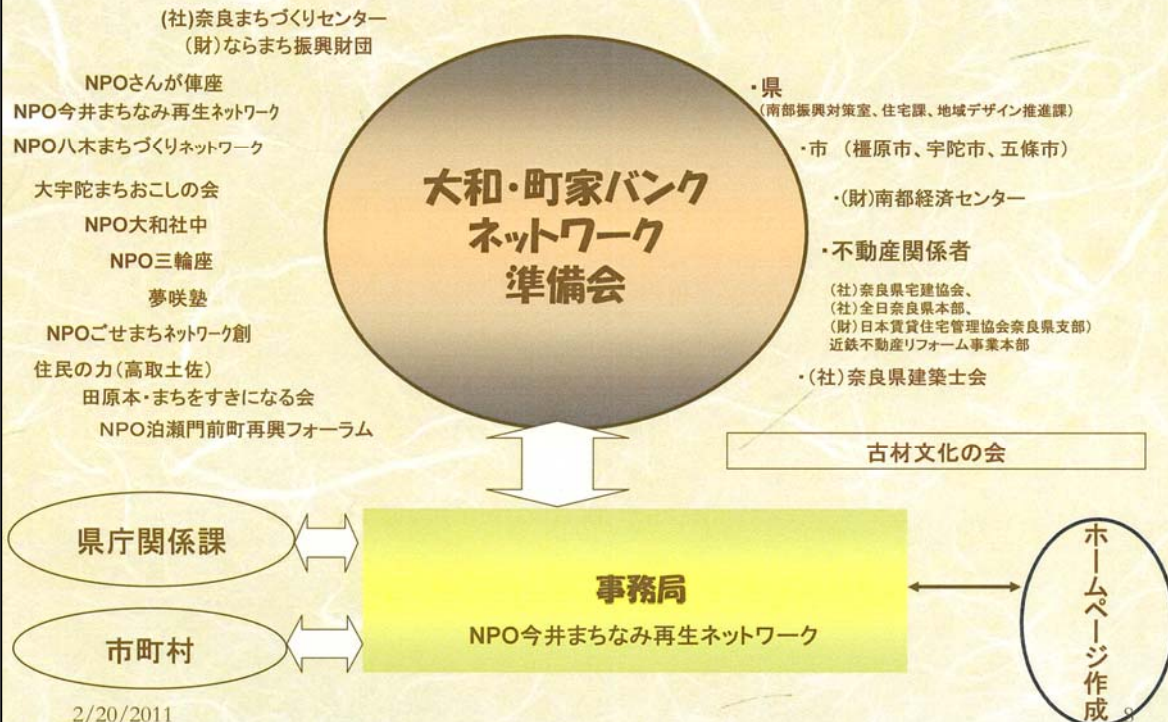 (社)奈良まちづくりセンター
(財)ならまち振興財団
NPOさんが俥座
NPO今井まちなみ再生ネットワーク
NPO八木まちづくりネットワーク
大宇陀まちおこしの会
NPO大和社中
NPO三輪座
夢咲塾
NPOごせまちネットワーク創
住民の力(高取土佐)
田原本・まちをすきになる会
NPO泊瀬門前町再興フォーラム
大和・町家バンク
ネットワーク
準備会
・県
(南部振興対策室、住宅課、地域デザイン推進課)
・市 (橿原市、宇陀市、五條市)
・(財)南都経済センター
・不動産関係者
(社)奈良県宅建協会、
(社)全日奈良県本部、
(財)日本賃貸住宅管理協会奈良県支部)
近鉄不動産リフォーム事業本部
・(社)奈良県建築士会
古材文化の会
県庁関係課
市町村
事務局
NPO今井まちなみ再生ネットワーク
ホームページ作成
2/20/2011